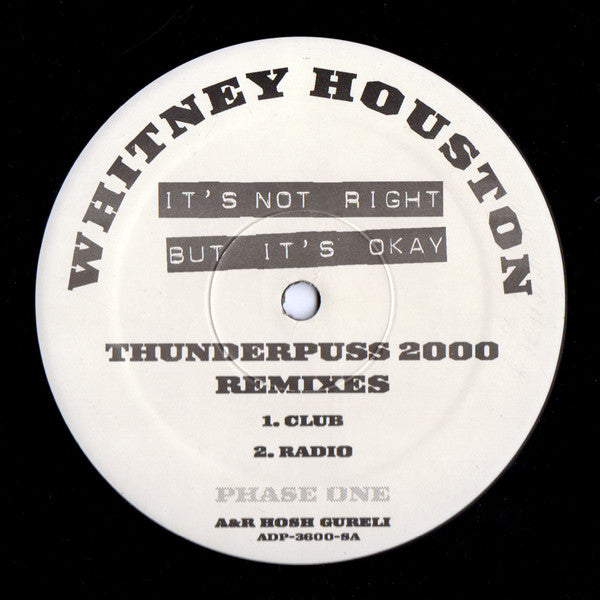 WHITNEY HOUSTON
IT'S NOT RIGHT
BUT IT'S OKAY
THUNDERPUSS 2000
REMIXES
1. CLUB
2. RADIO
PHASE ONE
A&R HOSH GURELI
ADP-3600-SA